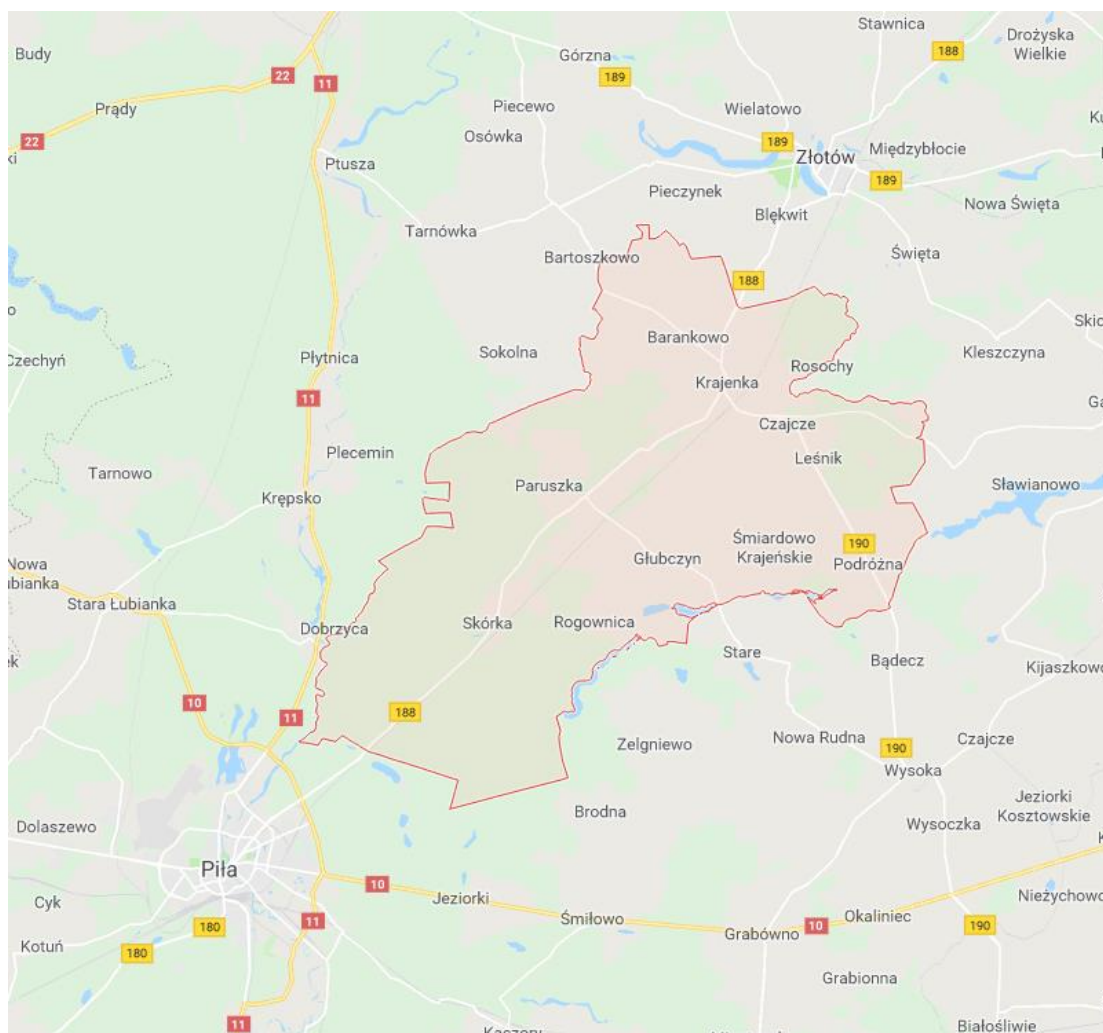 Stawnica
Drożyska
Wielkie
188
Budy
Górzna
22
189
11
Prądy
Piecewo
Wielatowo
Osówka
22
189
Złotów
Międzybłocie
Ptusza
189
Pieczynek
Nowa Święta
Blękwit
Tarnówka
Bartoszkowo
Święta
188
Czechyń
Płytnica
Sokolna
Barankowo
Kleszczyna
Rosochy
Krajenka
11
Czajcze
Plecemin
Leśnik
Tarnowo
Paruszka
Sławianowo
Krępsko
Śmiardowo
Krajeńskie
190
Głubczyn
Podróżna
Nowa
Stara Łubianka
Skórka
Rogownica
Dobrzyca
Stare
Bądecz
Kijaszkowo
10
188
11
Zelgniewo
Nowa Rudna
Czajcze
190
Wysoka
Brodna
Jeziorki
Kosztowskie
Wysoczka
Dolaszewo
Piła
10
Jeziorki
Cyk
Śmiłowo
Okaliniec
Nieżychowo
11
180
Grabówno
10
190
Kotuń
180
Grabionna
11
Białośliwie